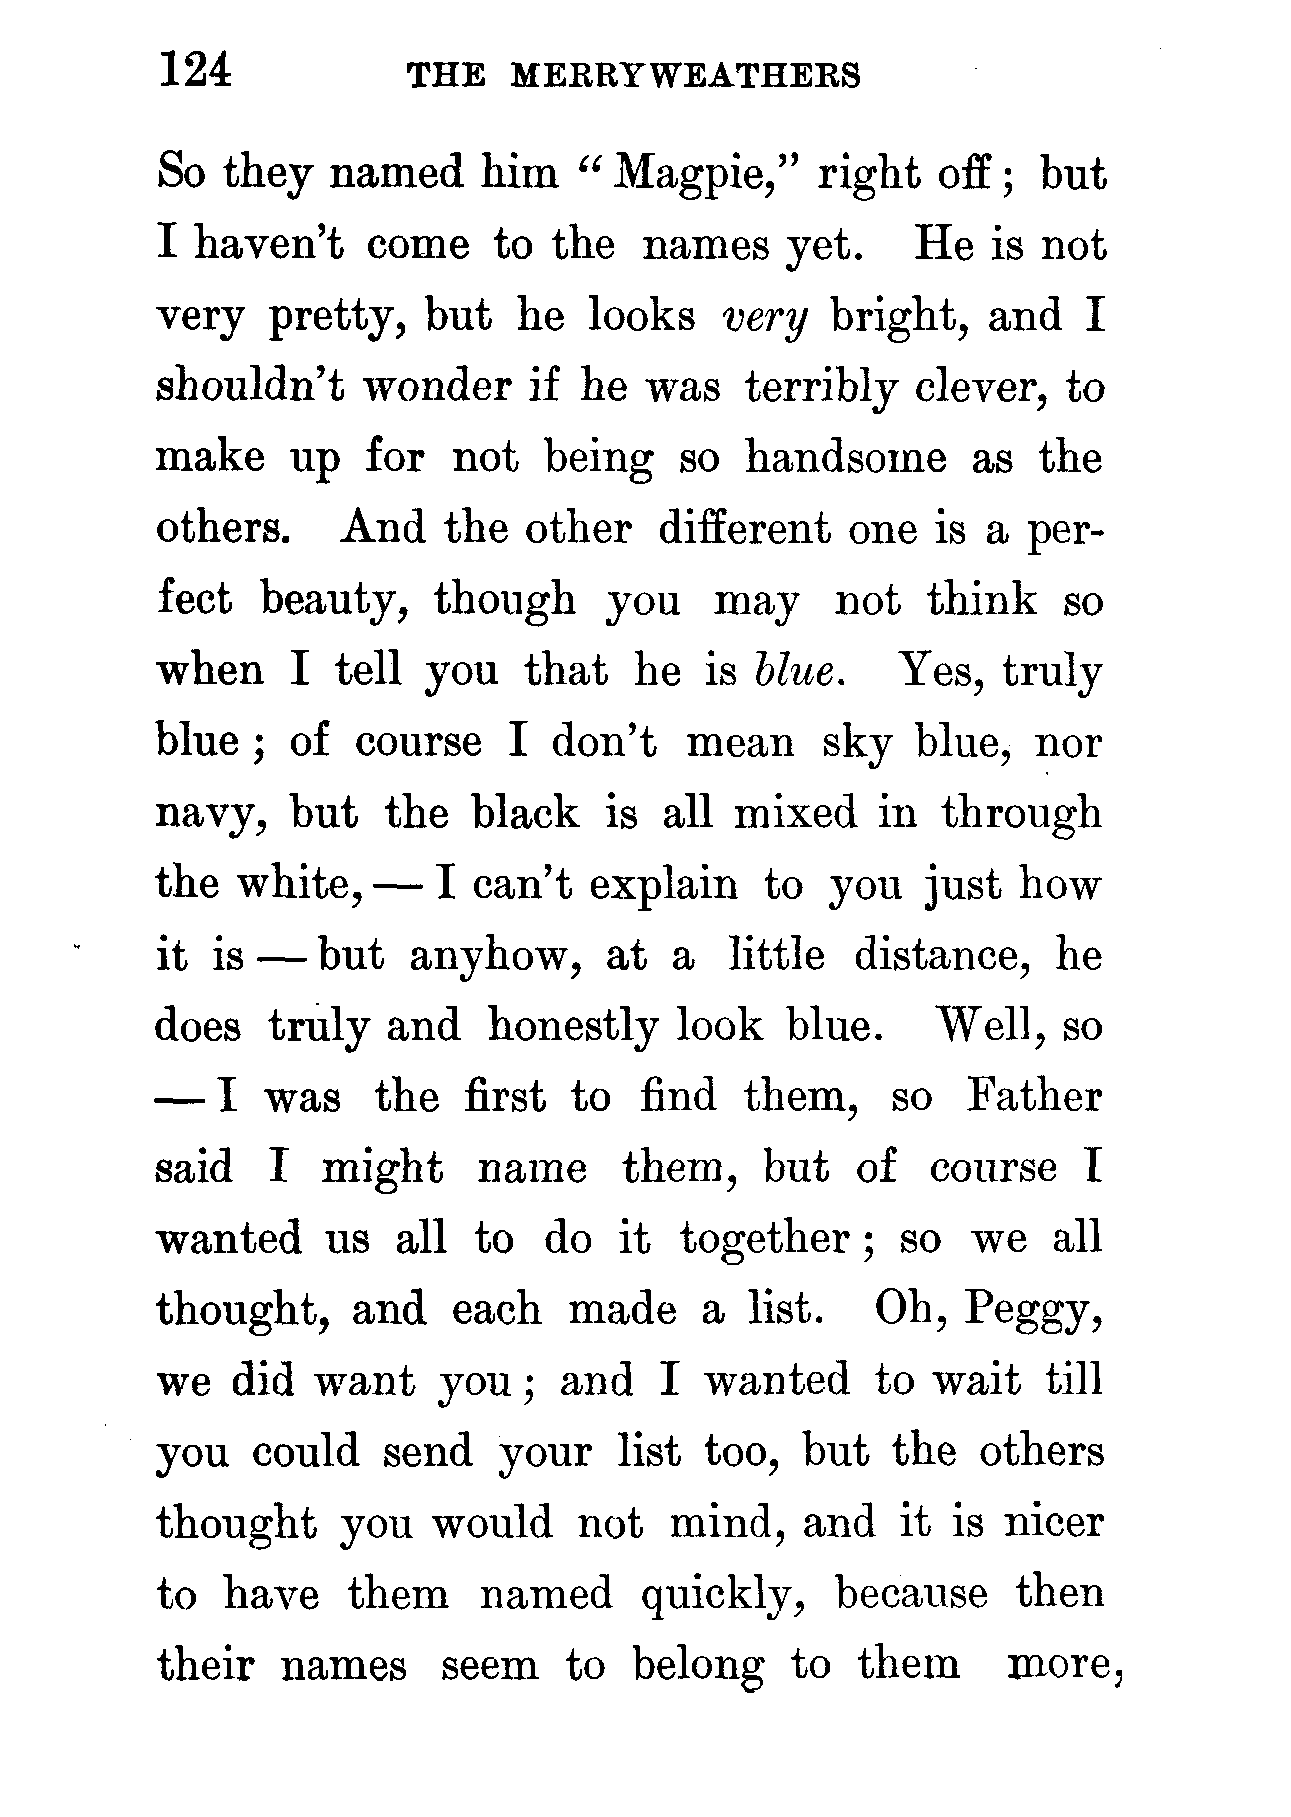 124 THE MERRYWEATHERS
So they named him “Magpie,” right off; but
I haven’t come to the names yet. He is not
very pretty, but he looks very bright, and I
shouldn’t wonder if he was terribly clever, to
make up for not being so handsome as the
others. And the other different one is a per-
fect beauty, though you may not think so
when I tell you that he is blue. Yes, truly
blue; of course I don’t mean sky blue, nor
navy, but the black is all mixed in through
the white, — I can’t explain to you just how
it is — but anyhow, at a little distance, he
does truly and honestly look blue. Well, so
— I was the first to find them, so Father
said I might name them, but of course I
wanted us all to do it together; so we all
thought, and each made a list. Oh, Peggy,
we did want you; and I wanted to wait till
you could send your list too, but the others
thought you would not mind, and it is nicer
to have them named quickly, because then
their names seem to belong to them more,